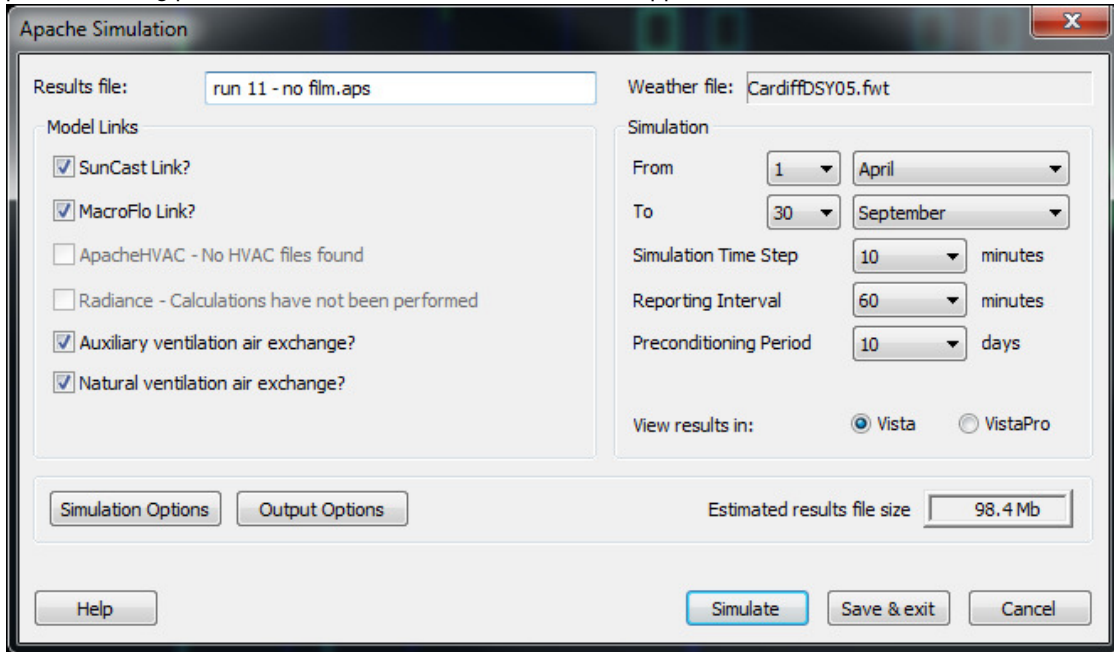 Apache Simulation
Results file: run 11 - no film.aps
Weather file: CardiffDSY05.fwt
Model Links
SunCast Link?
MacroFlo Link?
ApacheHVAC - No HVAC files found
Radiance - Calculations have not been performed
Auxiliary ventilation air exchange?
Natural ventilation air exchange?
Simulation
From 1 April
To 30 September
Simulation Time Step 10 minutes
Reporting Interval 60 minutes
Preconditioning Period 10 days
View results in: Vista VistaPro
Simulation Options Output Options Estimated results file size 98.4 Mb
Help Simulate Save & exit Cancel